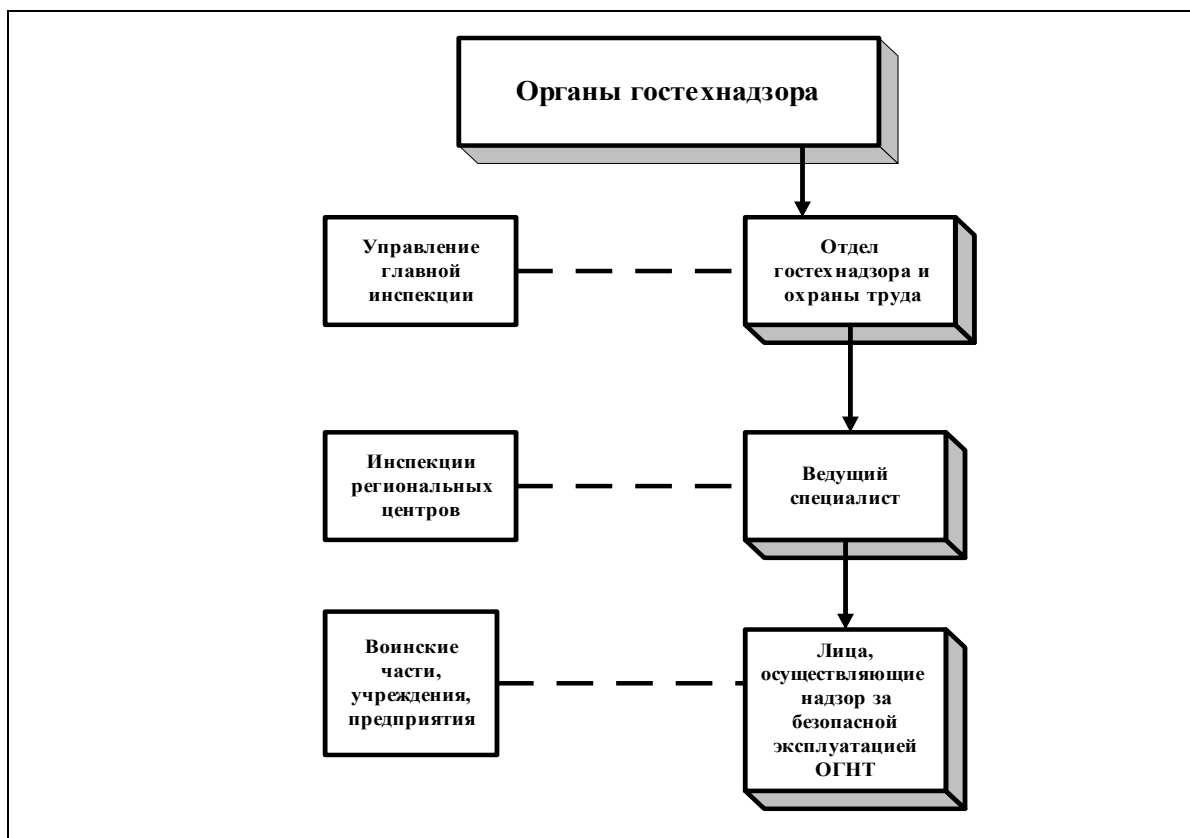 Органы гостехнадзора
Управление
главной
инспекции
Отдел
гостехнадзора и
охраны труда
Инспекции
региональных
центров
Ведущий
специалист
Воинские
части,
учреждения,
предприятия
Лица,
осуществляющие
надзор за
безопасной
эксплуатацией
ОГНТ